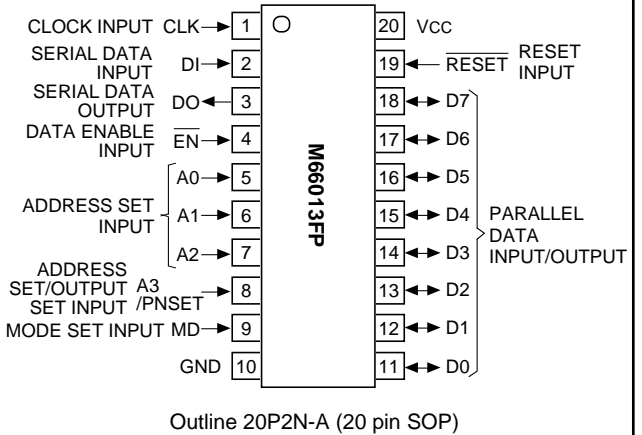 CLOCK INPUT CLK 1 20 VCC
SERIAL DATA INPUT DI 2 19 RESET RESET INPUT
SERIAL DATA OUTPUT DO 3 18 D7
DATA ENABLE INPUT EN 4 17 D6
A0 5 16 D5
ADDRESS SET INPUT A1 6 15 D4 PARALLEL DATA INPUT/OUTPUT
A2 7 14 D3
ADDRESS SET/OUTPUT SET INPUT A3 /PNSET 8 13 D2
MODE SET INPUT MD 9 12 D1
GND 10 11 D0
M66013FP
Outline 20P2N-A (20 pin SOP)